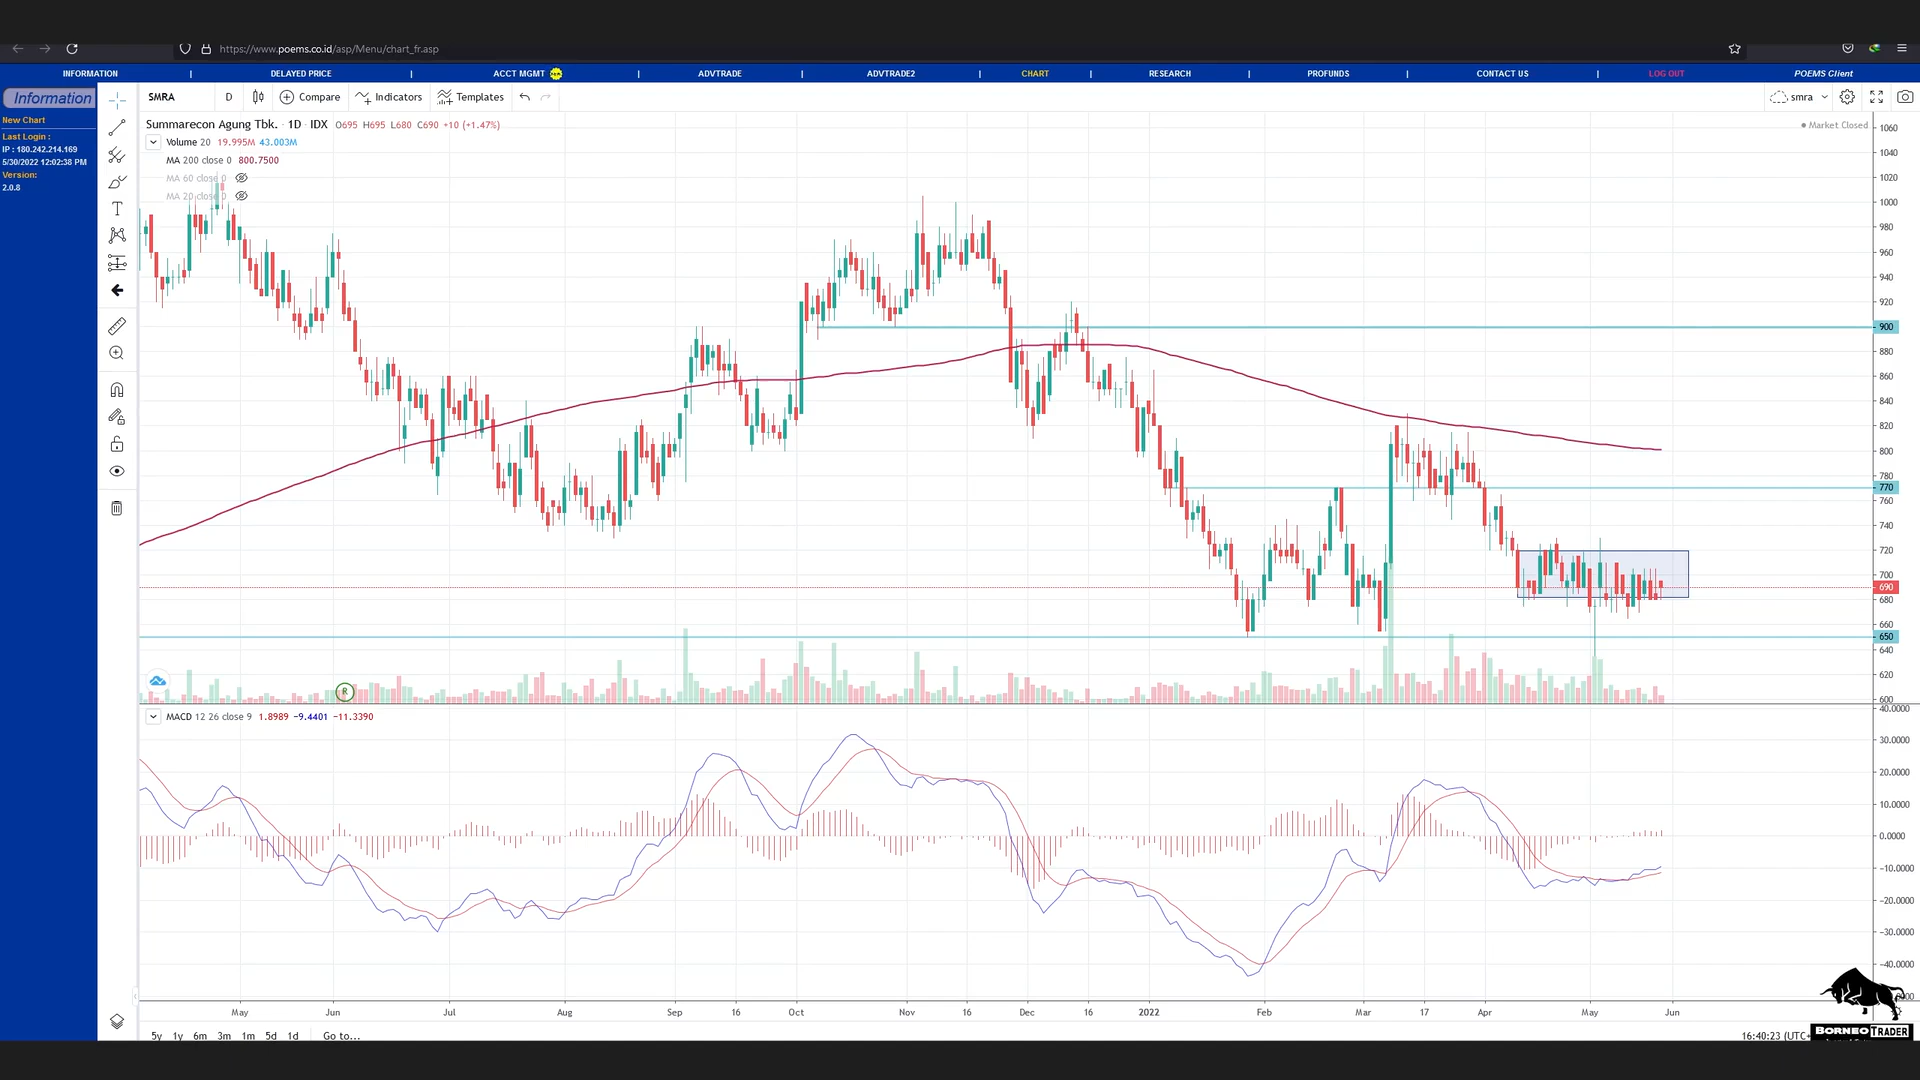 https://www.poems.co.id/asp/Menu/chart_fr.asp
INFORMATION | DELAYED PRICE | ACCT MGMT | ADVTRADE | ADVTRADE2 | CHART | RESEARCH | PROFUNDS | CONTACT US | LOG OUT POEMS Client
Information
New Chart
Last Login :
IP : 180.242.214.169
5/30/2022 12:02:38 PM
Version:
2.0.8
SMRA D Compare Indicators Templates smra
Summarecon Agung Tbk. · 1D · IDX O695 H695 L680 C690 +10 (+1.47%)
Market Closed
Volume 20 19.995M 43.003M
MA 200 close 0 800.7500
MA 60 close 0
MA 20 close 0
1060
1040
1020
1000
980
960
940
920
900
880
860
840
820
800
780
770
760
740
720
700
690
680
660
650
640
620
600
R
MACD 12 26 close 9 1.8989 −9.4401 −11.3390
40.0000
30.0000
20.0000
10.0000
0.0000
−10.0000
−20.0000
−30.0000
−40.0000
May Jun Jul Aug Sep 16 Oct Nov 16 Dec 16 2022 Feb Mar 17 Apr May Jun
5y 1y 6m 3m 1m 5d 1d Go to...
16:40:23 (UTC+
BORNEO TRADER